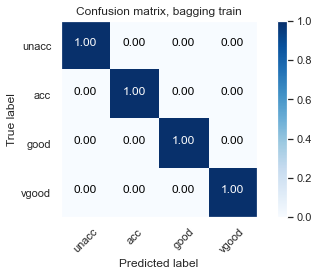 Confusion matrix, bagging train
True label
unacc 1.00 0.00 0.00 0.00
acc 0.00 1.00 0.00 0.00
good 0.00 0.00 1.00 0.00
vgood 0.00 0.00 0.00 1.00
unacc acc good vgood
Predicted label
1.0
0.8
0.6
0.4
0.2
0.0